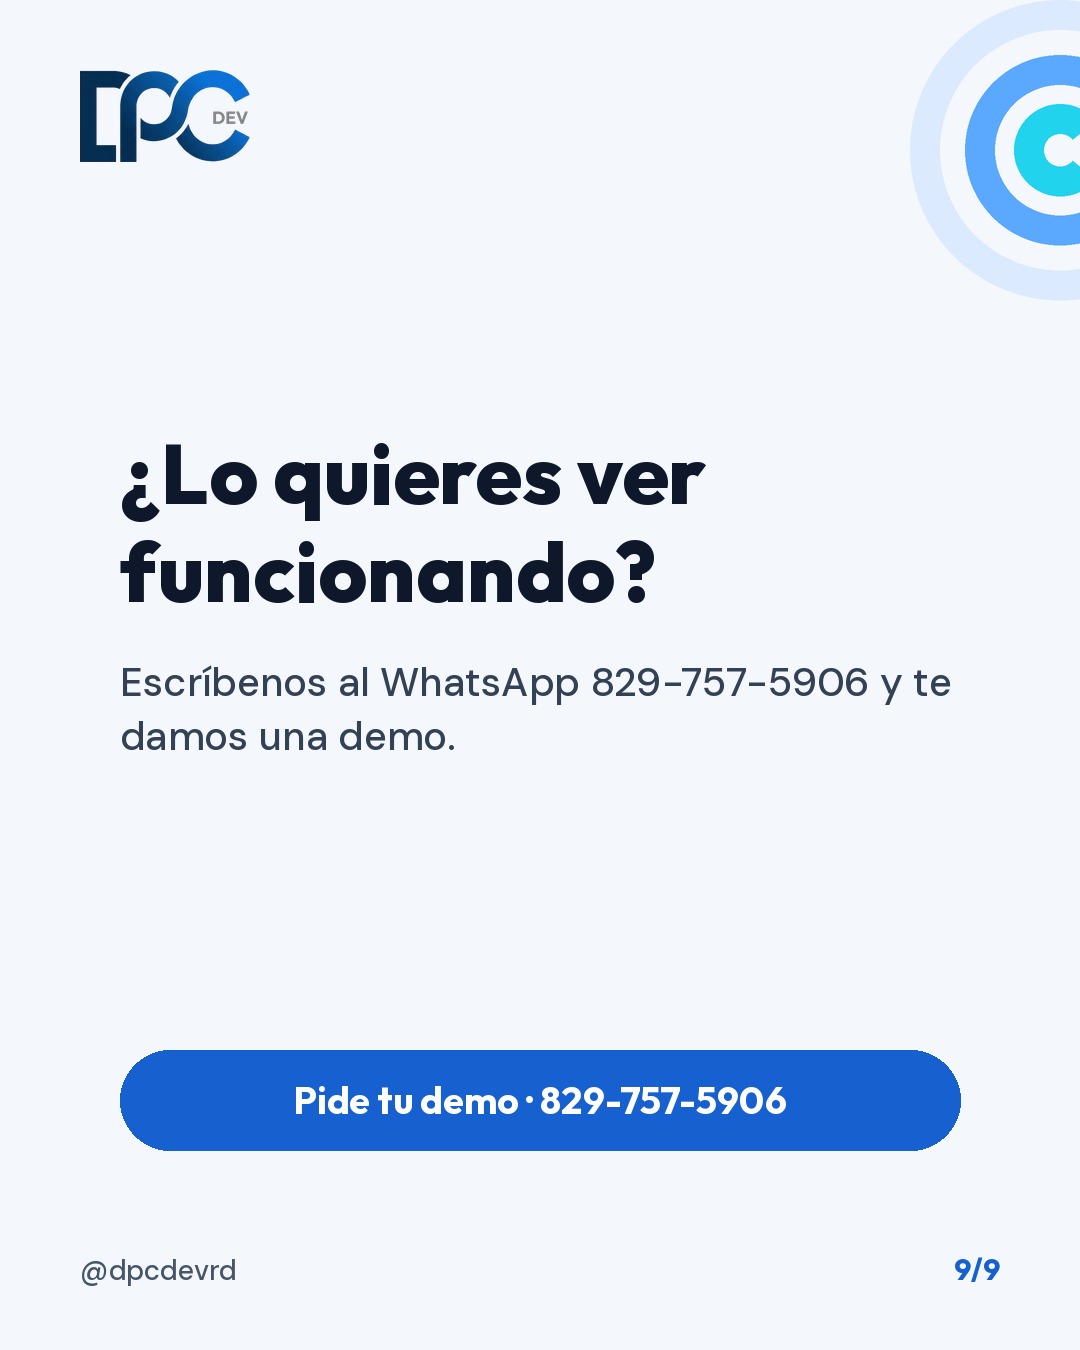 DPC
DEV
¿Lo quieres ver
funcionando?
Escríbenos al WhatsApp 829-757-5906 y te
damos una demo.
Pide tu demo · 829-757-5906
@dpcdevrd
9/9